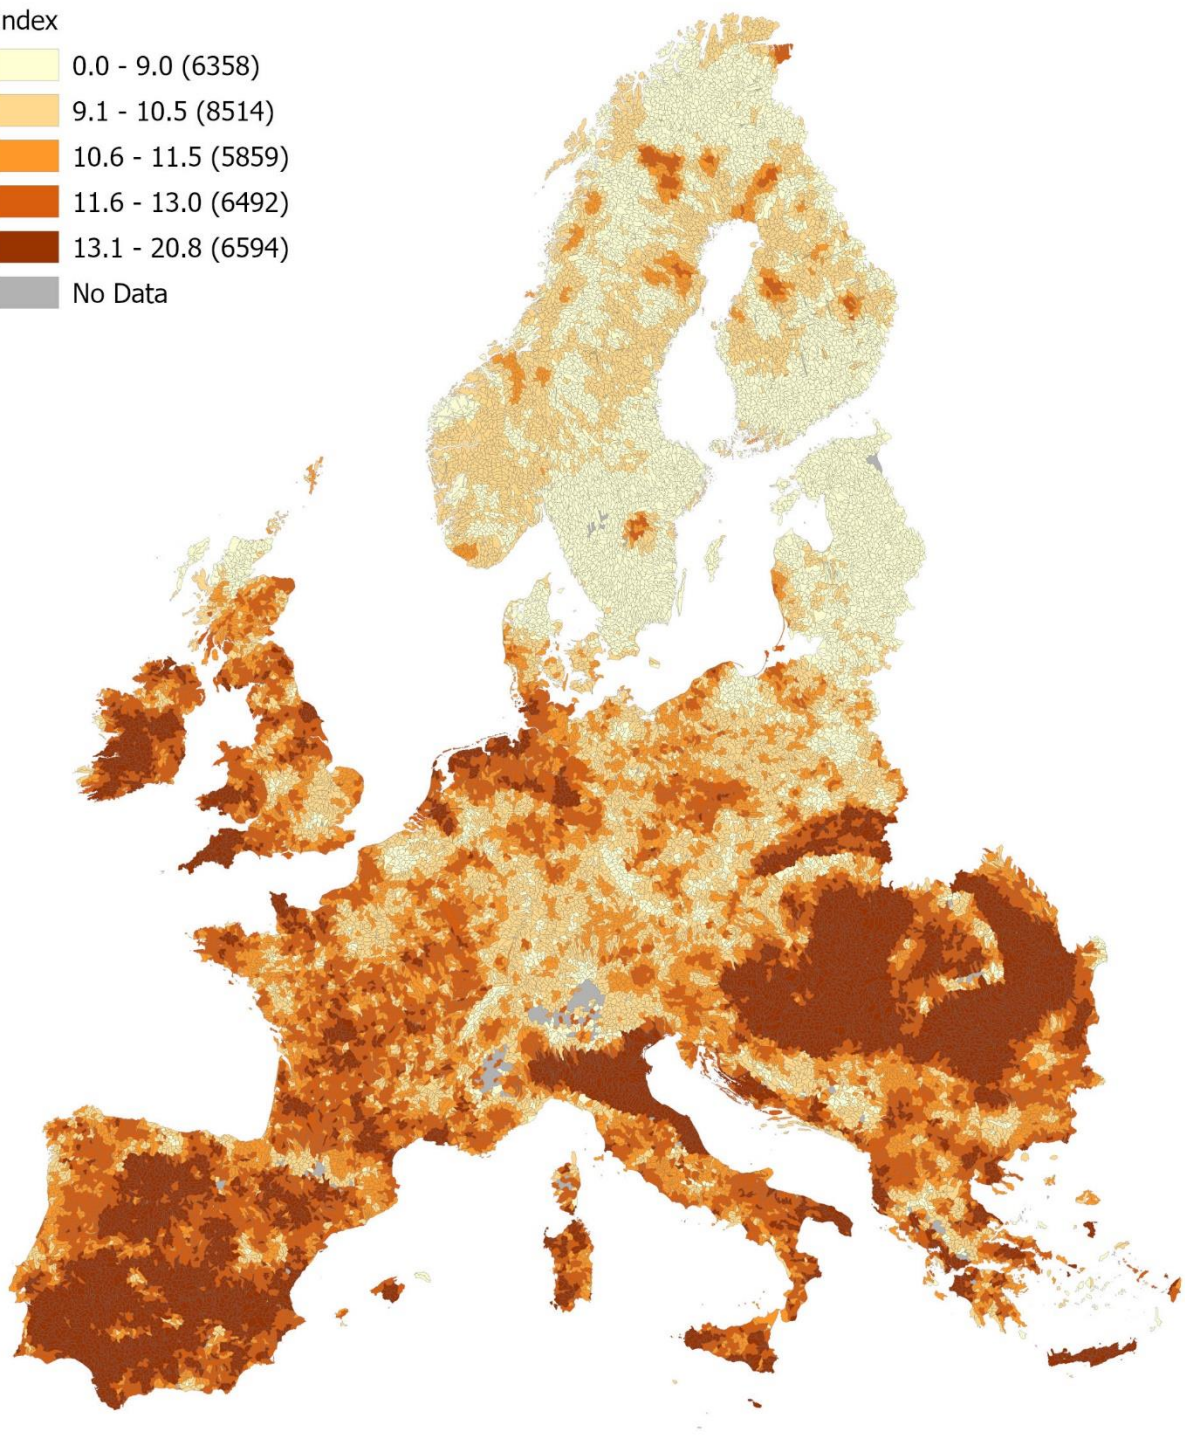 ndex
0.0 - 9.0 (6358)
9.1 - 10.5 (8514)
10.6 - 11.5 (5859)
11.6 - 13.0 (6492)
13.1 - 20.8 (6594)
No Data